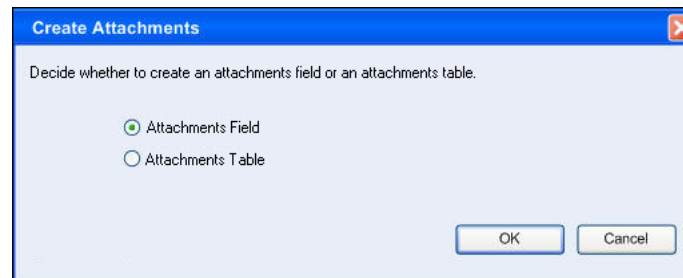 Create Attachments
Decide whether to create an attachments field or an attachments table.
Attachments Field
Attachments Table
OK Cancel